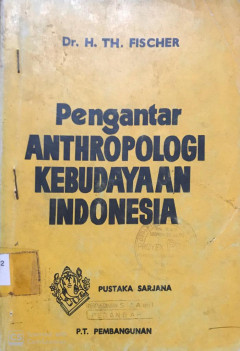 Dr. H. TH. FISCHER
Pengantar
ANTHROPOLOGI
KEBUDAYAAN
INDONESIA
PUSTAKA SARJANA
P.T. PEMBANGUNAN